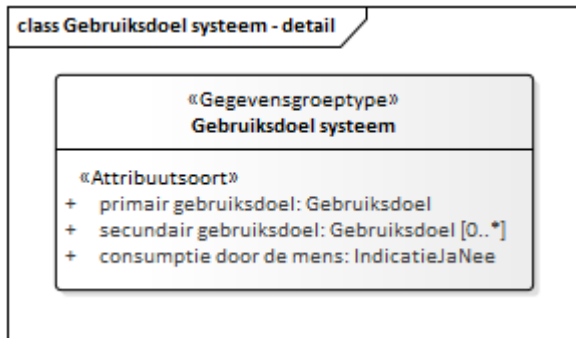 class Gebruiksdoel systeem - detail
«Gegevensgroeptype»
Gebruiksdoel systeem
«Attribuutsoort»
+ primair gebruiksdoel: Gebruiksdoel
+ secundair gebruiksdoel: Gebruiksdoel [0..*]
+ consumptie door de mens: IndicatieJaNee